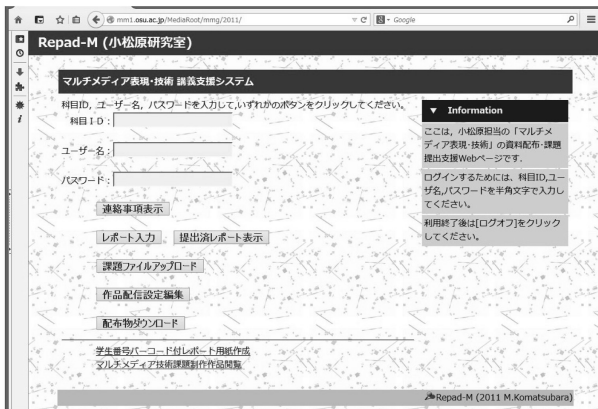 mm1.osu.ac.jp/MediaRoot/mmg/2011/
Google
Repad-M (小松原研究室)
マルチメディア表現・技術 講義支援システム
科目ID, ユーザー名, パスワードを入力して,いずれかのボタンをクリックしてください。
科目ＩＤ：
ユーザー名：
パスワード：
連絡事項表示
レポート入力 提出済レポート表示
課題ファイルアップロード
作品配信設定編集
配布物ダウンロード
学生番号バーコード付レポート用紙作成
マルチメディア技術課題制作作品閲覧
▼ Information
ここは，小松原担当の「マルチメ
ディア表現･技術」の資料配布･課題
提出支援Webページです．
ログインするためには、科目ID,ユー
ザ名,パスワードを半角文字で入力し
てください。
利用終了後は[ログオフ]をクリック
してください。
Repad-M (2011 M.Komatsubara)